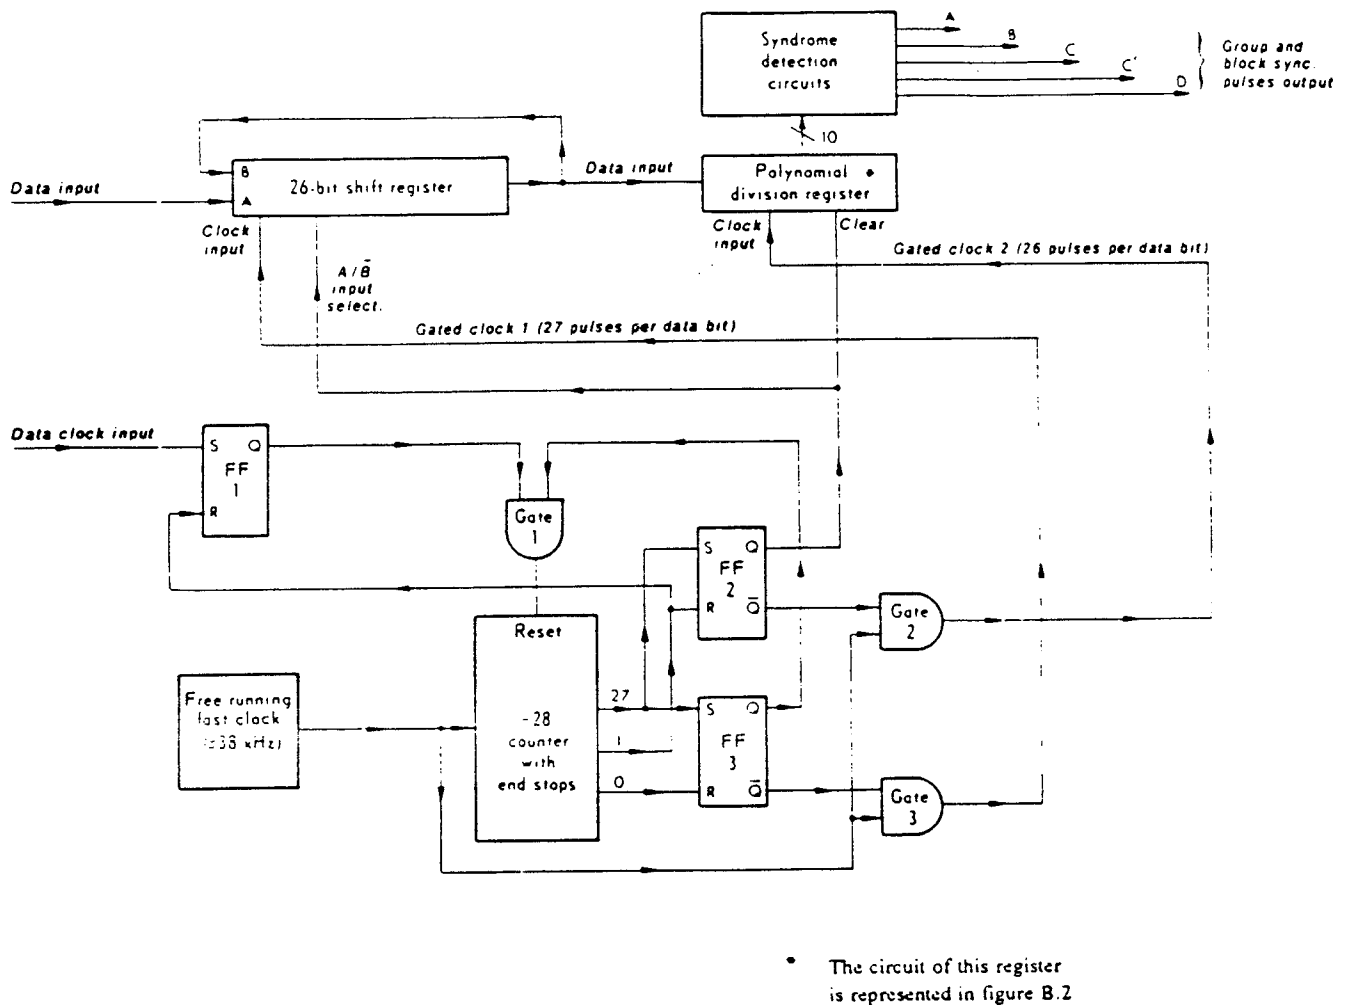 Syndrome
detection
circuits
A
B
C
C'
D
Group and
block sync.
pulses output
10
Data input
B
A
26-bit shift register
Data input
Polynomial •
division register
Clock
input
A/B̅
input
select.
Clock
input
Clear
Gated clock 2 (26 pulses per data bit)
Gated clock 1 (27 pulses per data bit)
Data clock input
S Q
FF
1
R
Gate
1
S Q
FF
2
R Q̅
Gate
2
Reset
-28
counter
with
end stops
27
1
0
Free running
fast clock
kHz)
S Q
FF
3
R Q̅
Gate
3
• The circuit of this register
is represented in figure B.2